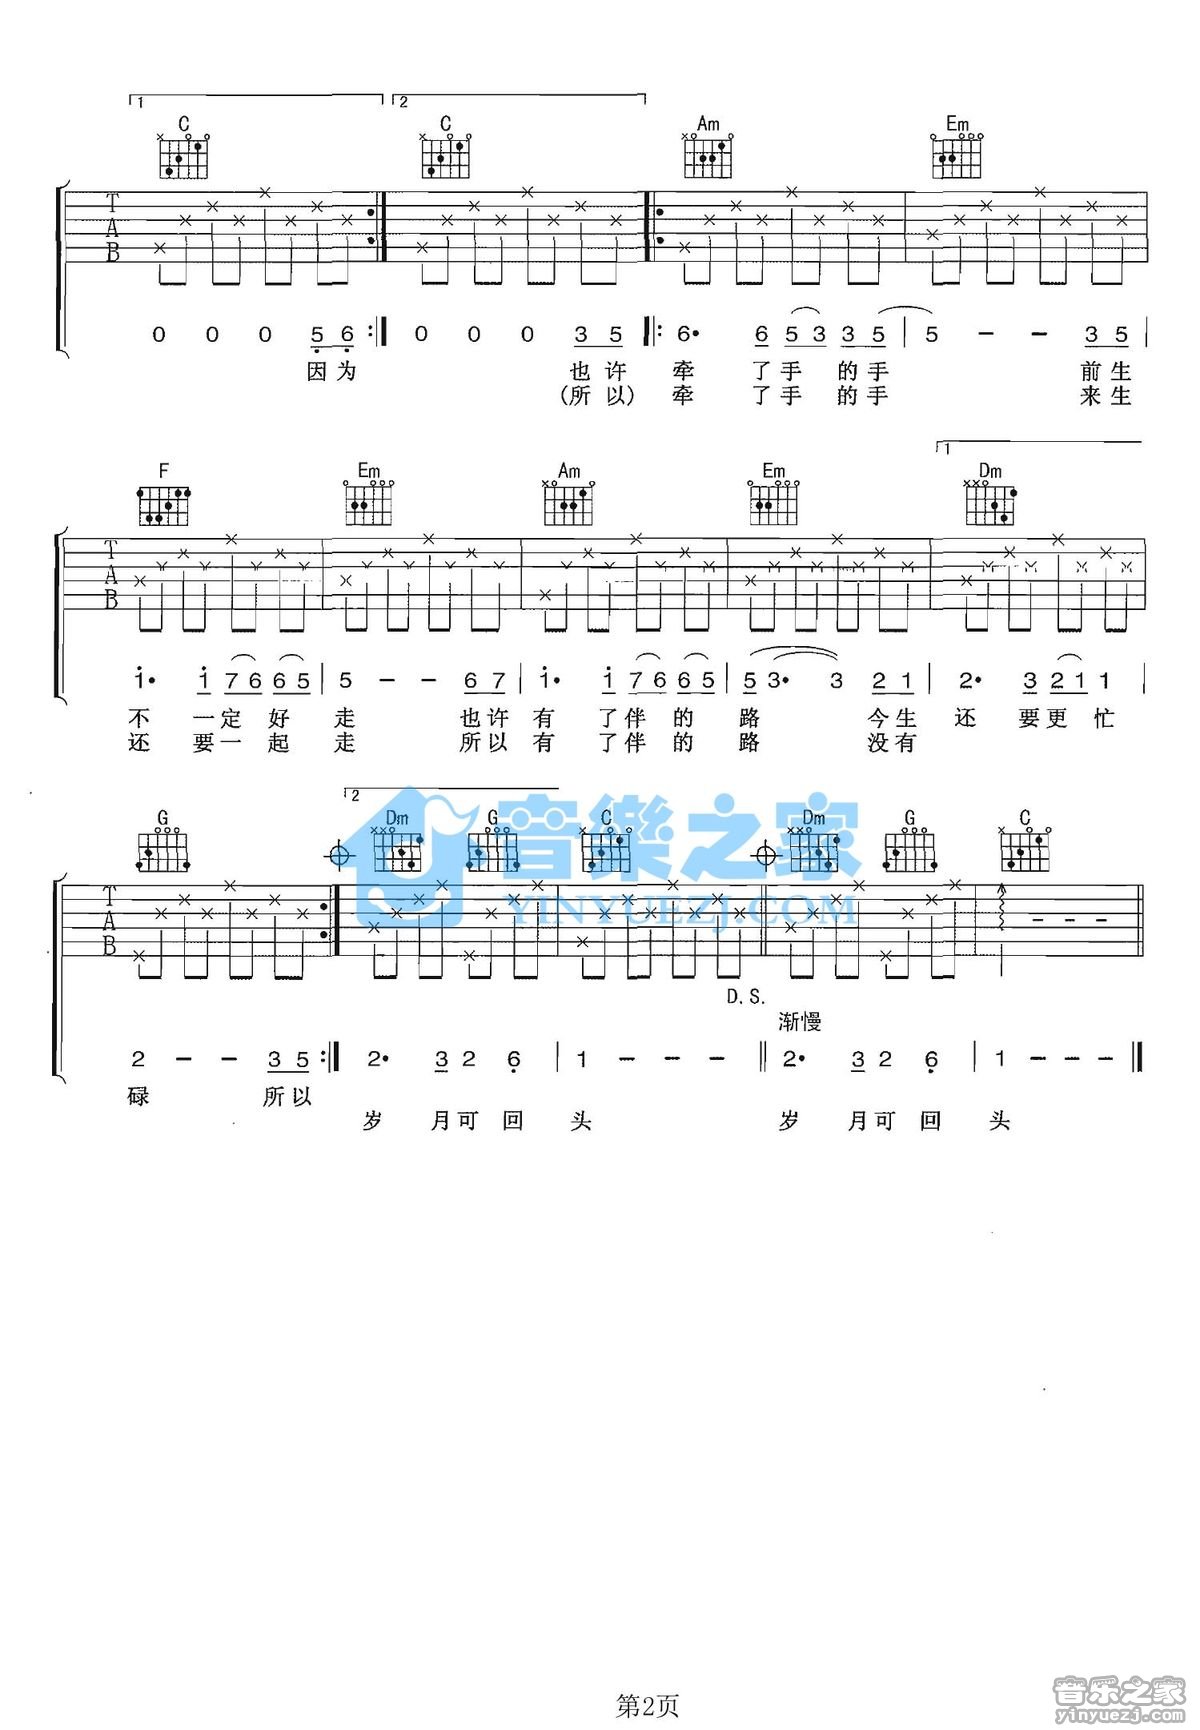 1 2
C C Am Em
T A B
0 0 0 5 6 :‖ 0 0 0 3 5 ‖: 6· 6 5 3 3 5 | 5 - - 3 5 |
因为 也许 牵 了手 的手 前生
(所以) 牵 了手 的手 来生
1
F Em Am Em Dm
T A B
1· 1 7 6 6 5 | 5 - - 6 7 | 1· 1 7 6 6 5 | 5 3· 3 2 1 | 2· 3 2 1 1 |
不 一定 好 走 也许 有 了伴 的 路 今生 还 要更 忙
还 要一 起 走 所以 有 了伴 的 路 没有
2
音樂之家
YINYUEZJ.COM
G Dm G C Dm G C
T A B
D.S.
渐慢
2 - - 3 5 :‖ 2· 3 2 6 | 1 - - - ‖ 2· 3 2 6 | 1 - - - ‖
碌 所以
岁 月可 回 头 岁 月可 回 头
第2页
音乐之家
yinyuezj.com